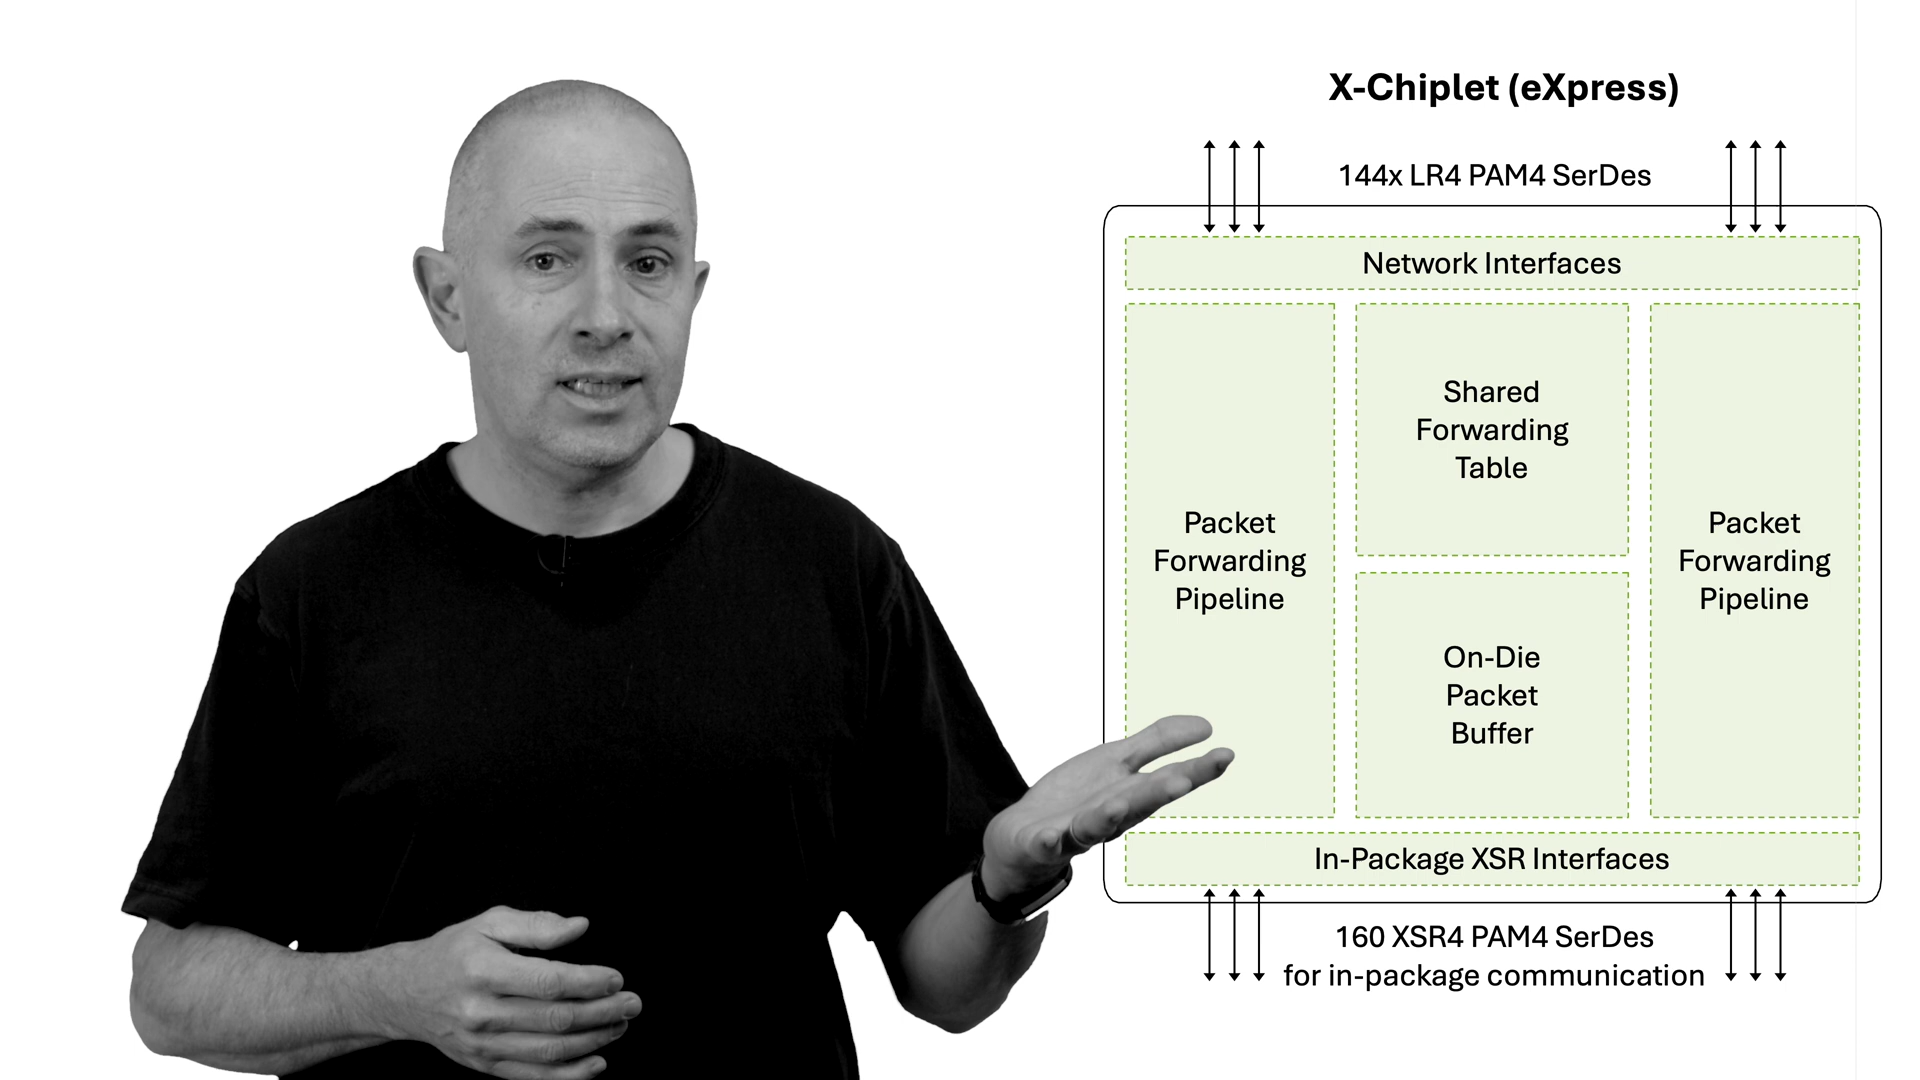 X-Chiplet (eXpress)
144x LR4 PAM4 SerDes
Network Interfaces
Packet
Forwarding
Pipeline
Shared
Forwarding
Table
On-Die
Packet
Buffer
Packet
Forwarding
Pipeline
In-Package XSR Interfaces
160 XSR4 PAM4 SerDes
for in-package communication